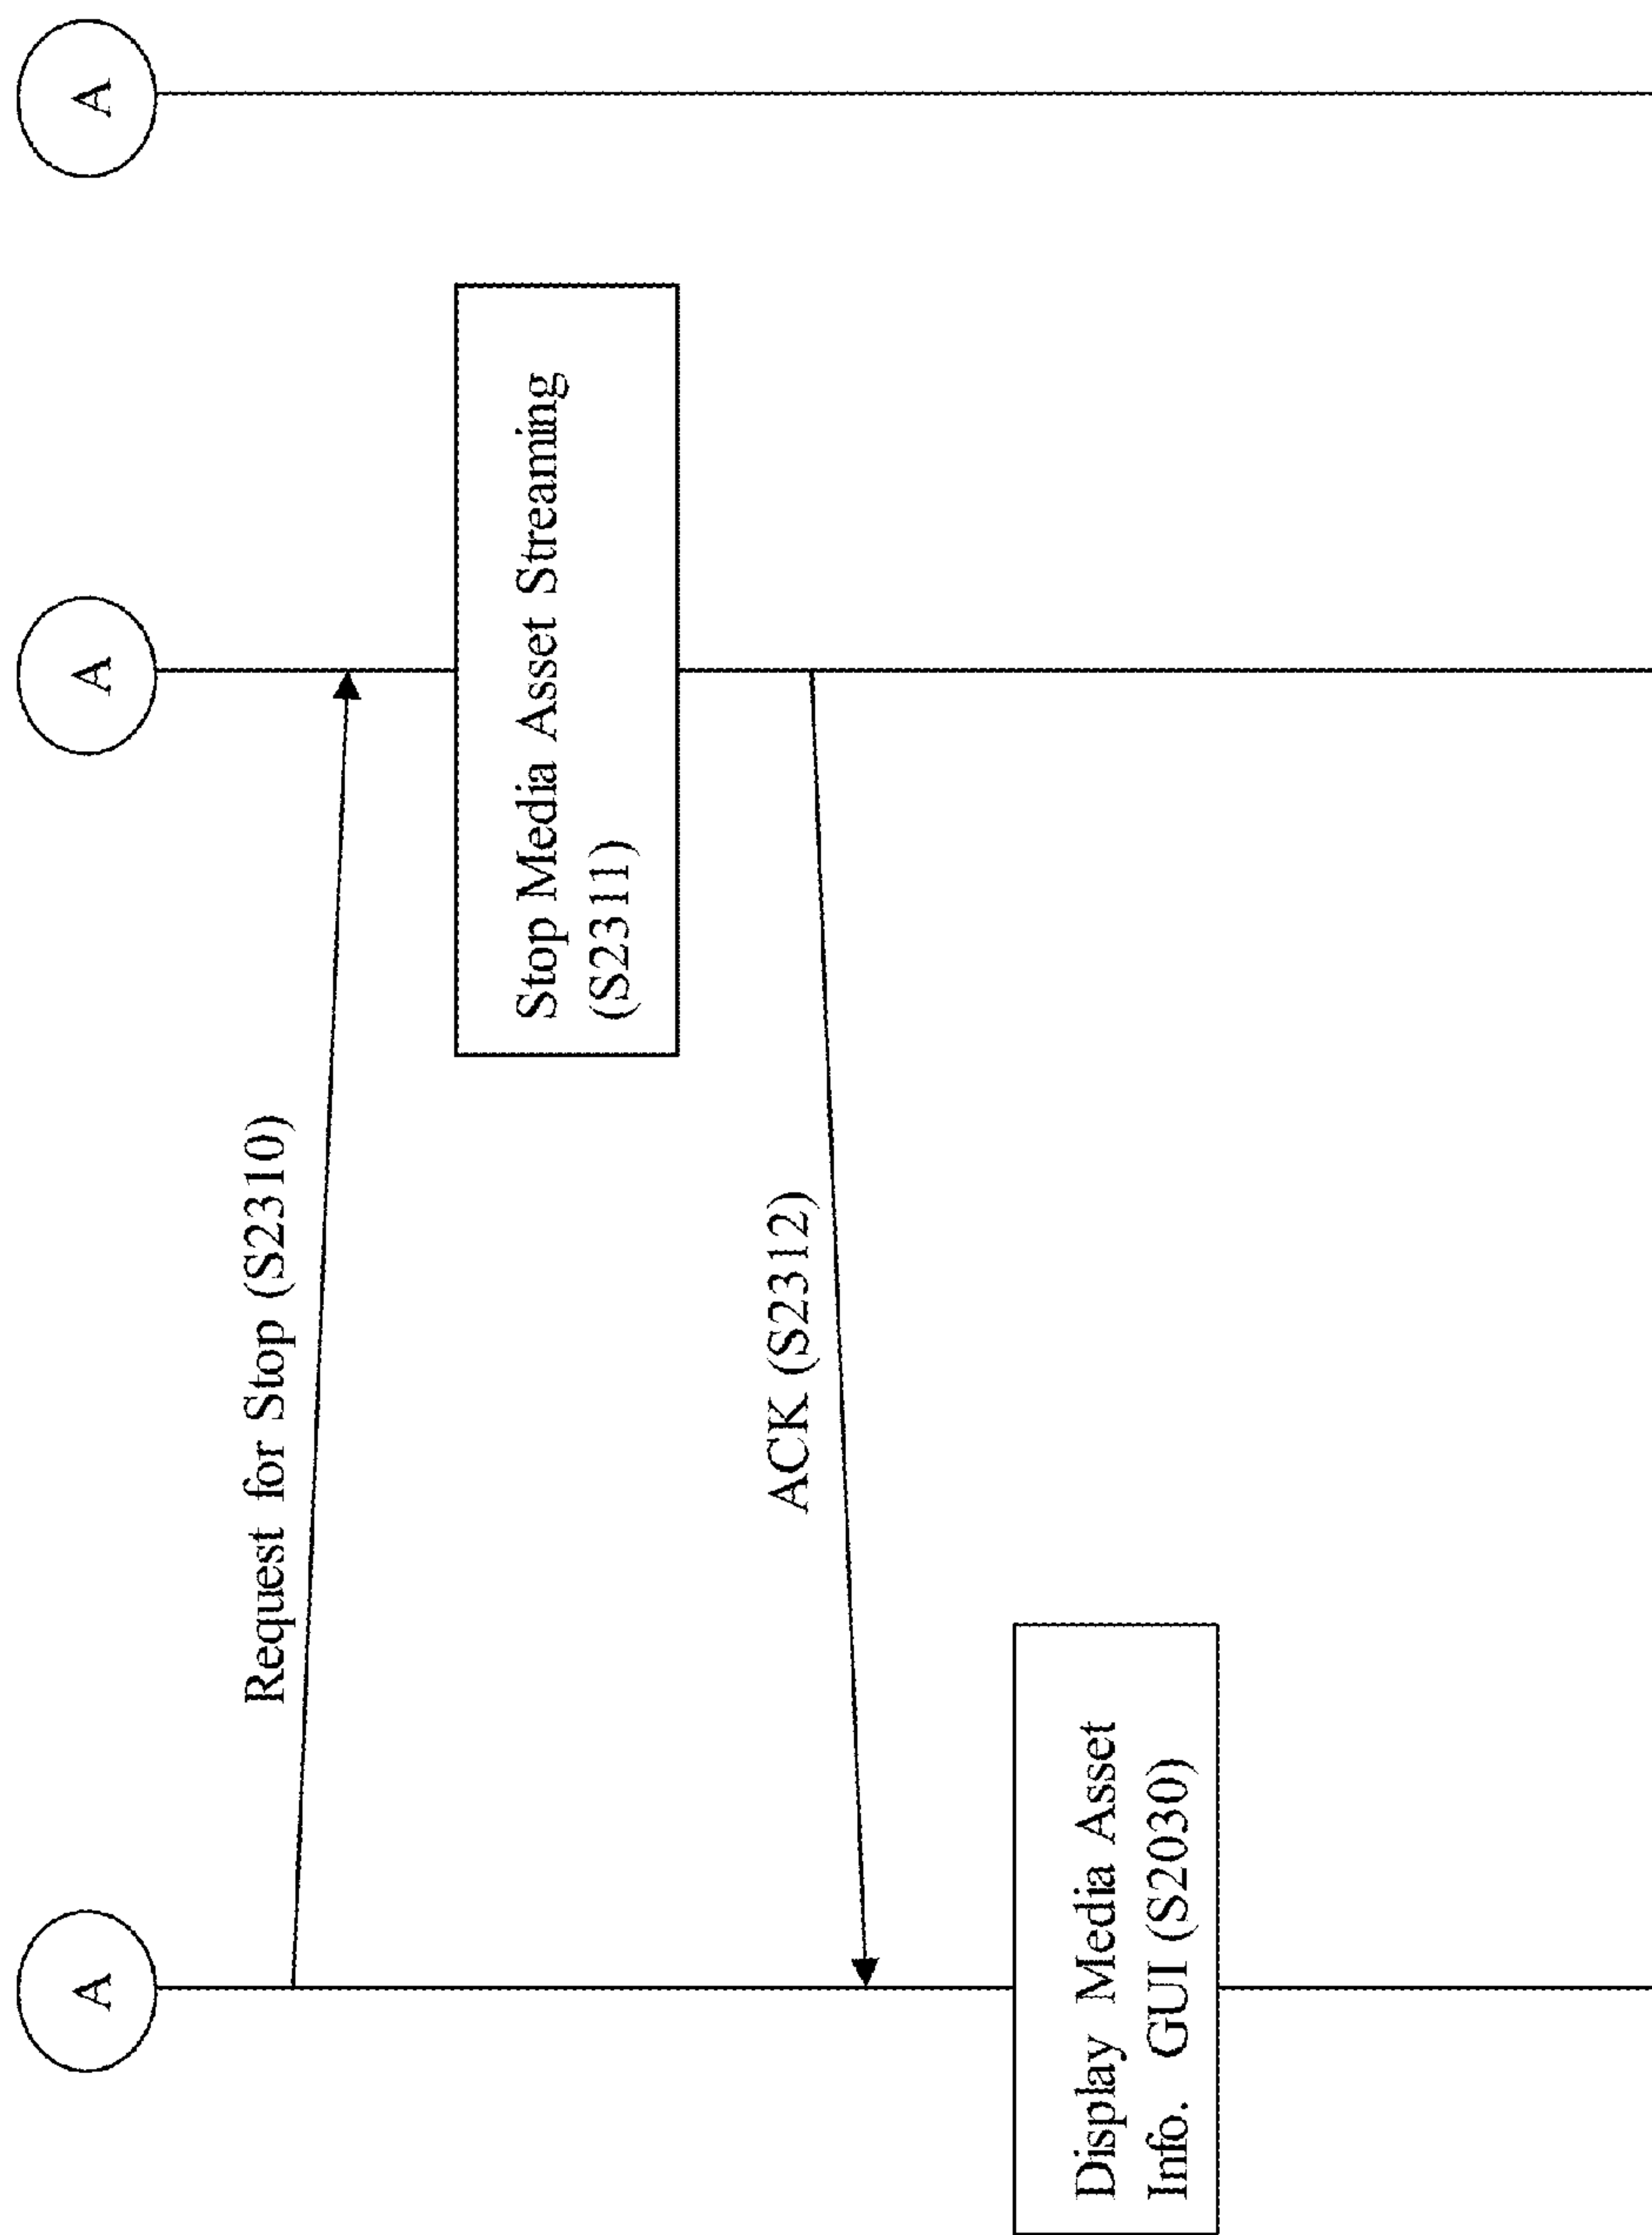 A
A
A
Request for Stop (S2310)
Stop Media Asset Streaming
(S2311)
ACK (S2312)
Display Media Asset
Info. GUI (S2030)